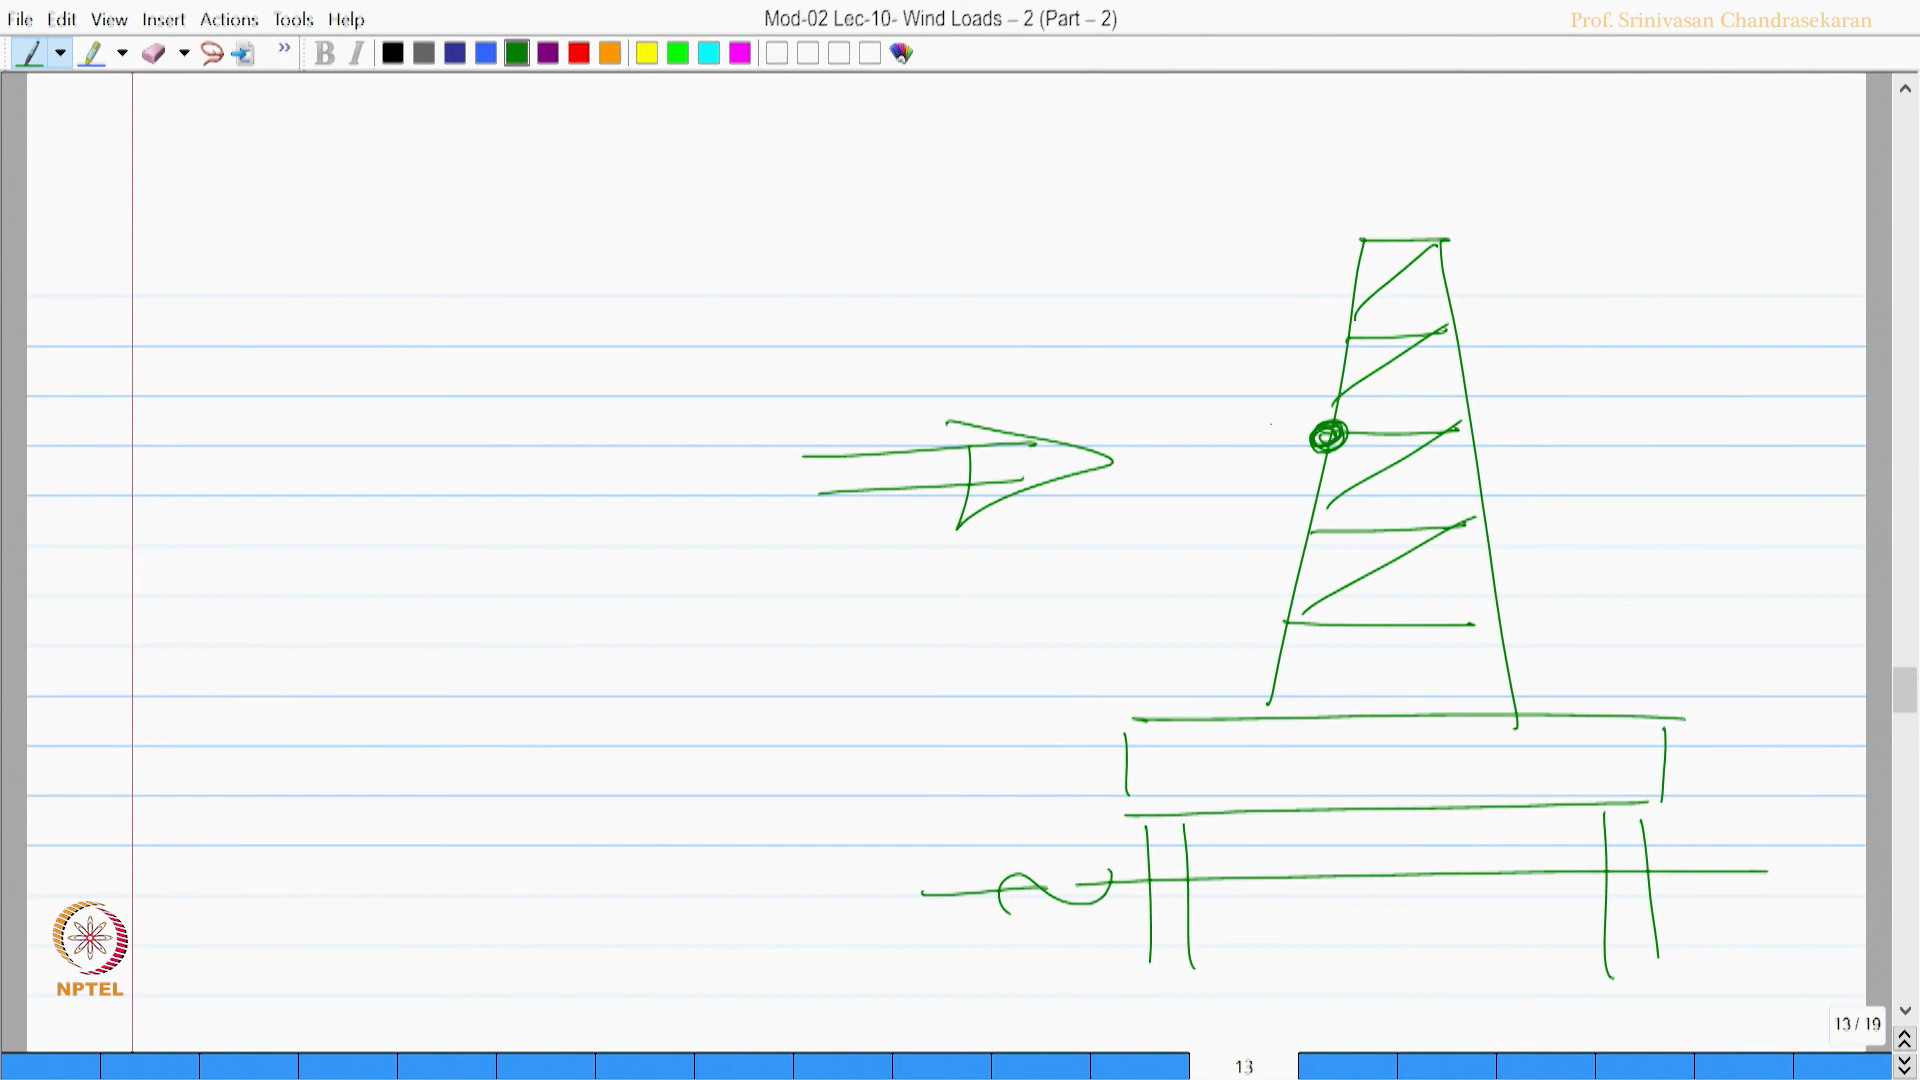 File Edit View Insert Actions Tools Help
Mod-02 Lec-10- Wind Loads – 2 (Part – 2)
Prof. Srinivasan Chandrasekaran
B I
NPTEL
13 / 19
13